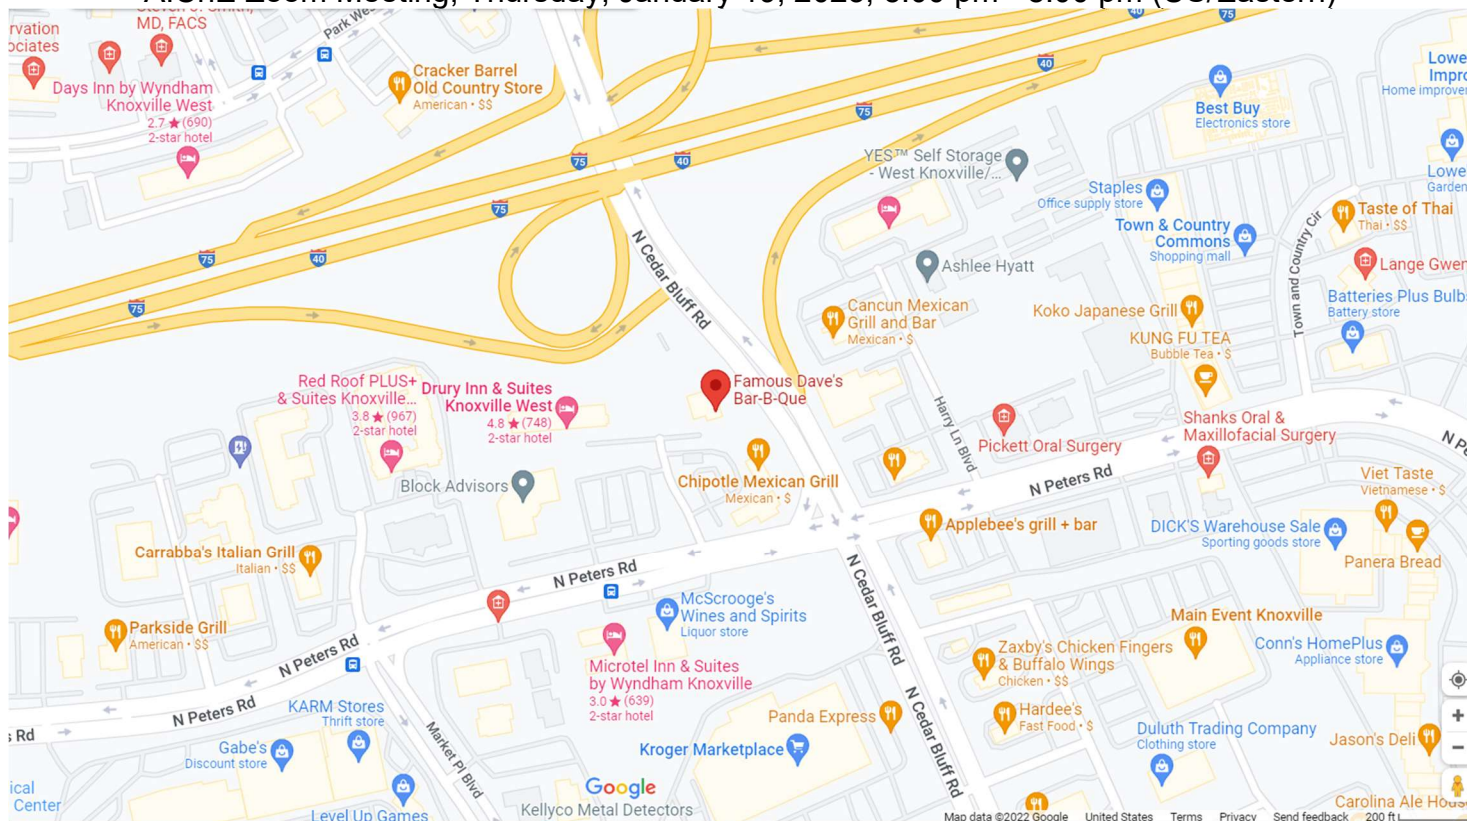 MD, FACS
rvation
ociates
Park We
Days Inn by Wyndham
Knoxville West
2.7 ★ (690)
2-star hotel
Cracker Barrel
Old Country Store
American • $$
75
40
75
40
75
75
40
75
40
75
Best Buy
Electronics store
Lowe
Impro
Home improvem
Lowe
Garden
YES™ Self Storage
- West Knoxville/...
Staples
Office supply store
Town & Country
Commons
Shopping mall
Taste of Thai
Thai • $$
Town and Country Cir
Lange Gwen
Batteries Plus Bulbs
Battery store
N Cedar Bluff Rd
Ashlee Hyatt
Cancun Mexican
Grill and Bar
Mexican • $
Koko Japanese Grill
KUNG FU TEA
Bubble Tea • $
Famous Dave's
Bar-B-Que
Red Roof PLUS+
& Suites Knoxville...
3.8 ★ (967)
2-star hotel
Drury Inn & Suites
Knoxville West
4.8 ★ (748)
2-star hotel
Harry Ln Blvd
Pickett Oral Surgery
Shanks Oral &
Maxillofacial Surgery
N Pe
Block Advisors
Chipotle Mexican Grill
Mexican • $
N Peters Rd
Viet Taste
Vietnamese • $
Applebee's grill + bar
DICK'S Warehouse Sale
Sporting goods store
Panera Bread
Carrabba's Italian Grill
Italian • $$
N Peters Rd
N Cedar Bluff Rd
McScrooge's
Wines and Spirits
Liquor store
Parkside Grill
American • $$
N Peters Rd
Main Event Knoxville
Conn's HomePlus
Appliance store
Zaxby's Chicken Fingers
& Buffalo Wings
Chicken • $$
Microtel Inn & Suites
by Wyndham Knoxville
3.0 ★ (639)
2-star hotel
N Peters Rd
s Rd
KARM Stores
Thrift store
Market Pl Blvd
Gabe's
Discount store
Panda Express
N Cedar Bluff Rd
Hardee's
Fast Food • $
Kroger Marketplace
Duluth Trading Company
Clothing store
Jason's Deli
+
−
ical
Center
Level Up Games
Google
Kellyco Metal Detectors
Carolina Ale House
Map data ©2022 Google United States Terms Privacy Send feedback 200 ft